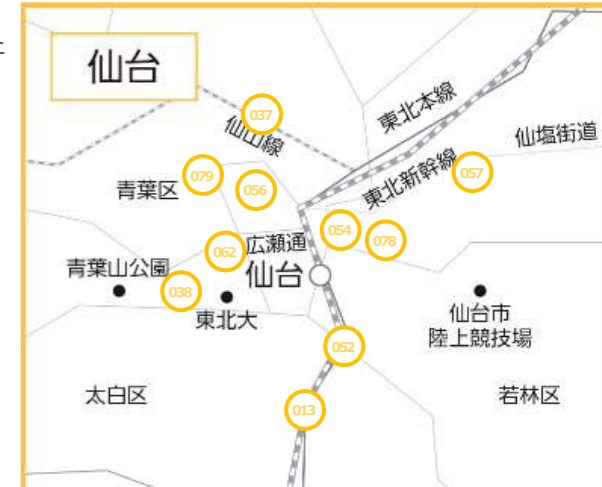 仙台
037
東北本線
仙山線
仙塩街道
東北新幹線
057
079
056
青葉区
054
078
広瀬通
062
仙台
青葉山公園
038
東北大
仙台市
陸上競技場
052
太白区
若林区
013